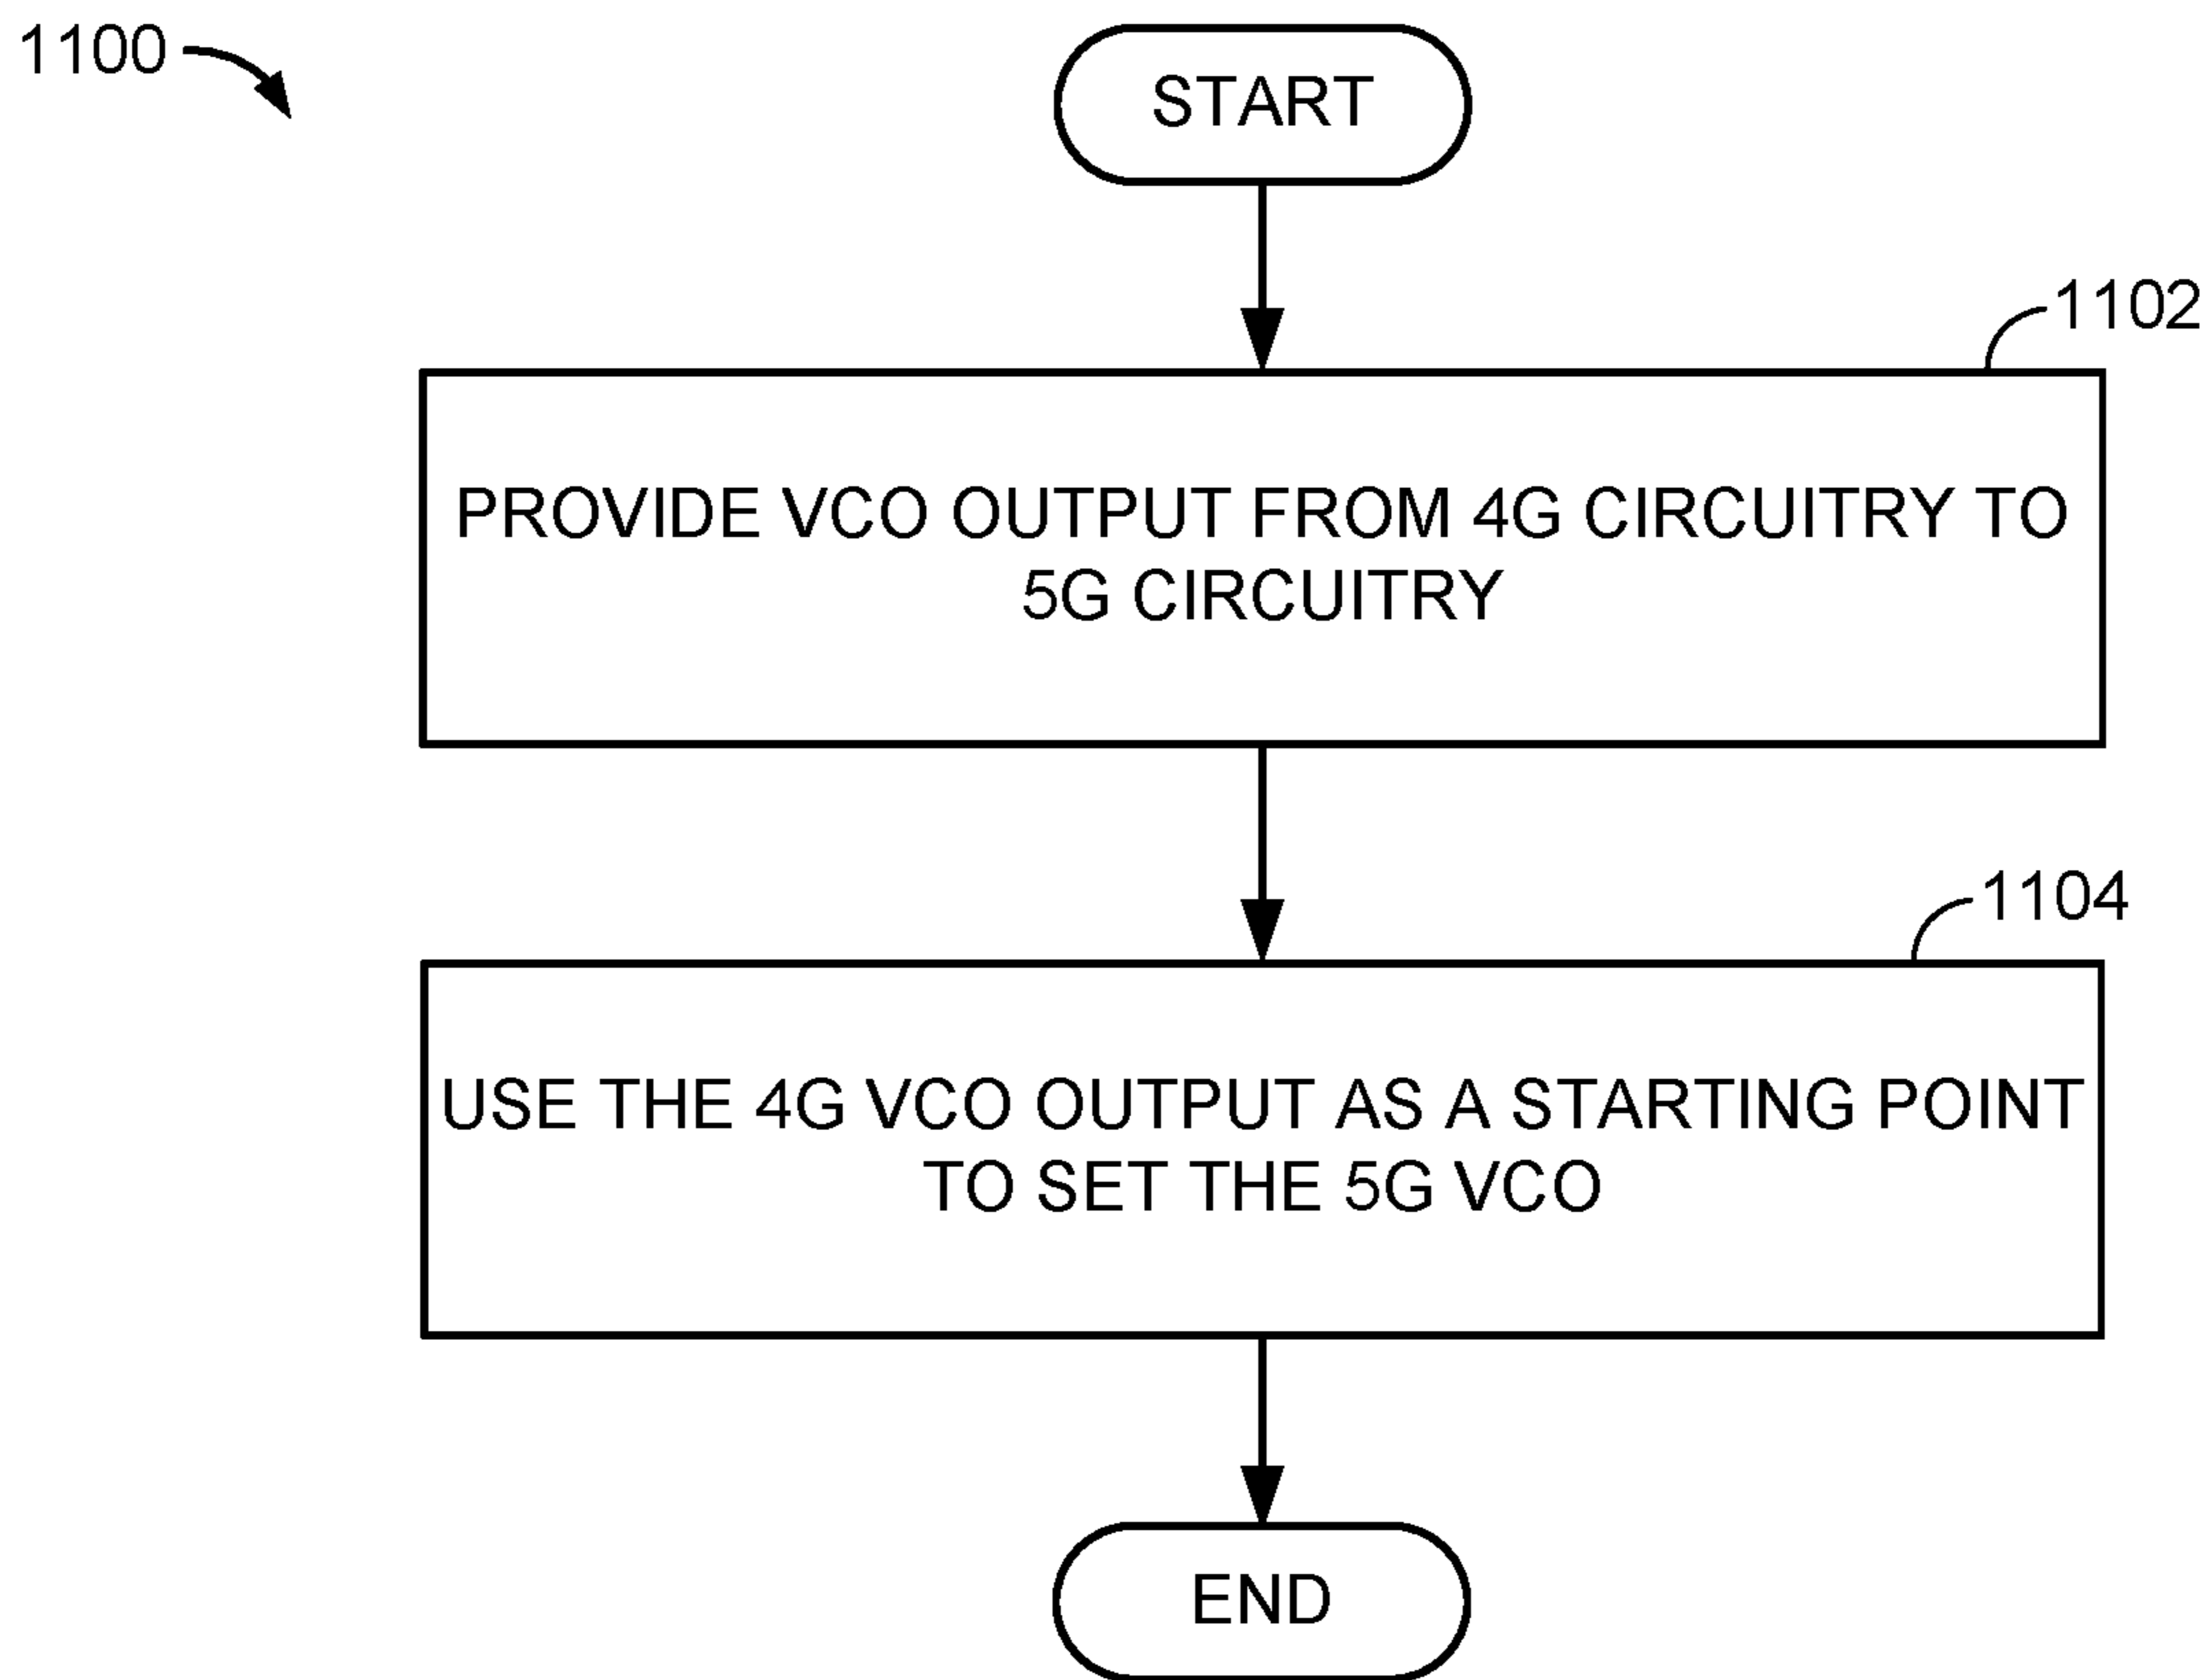 1100
START
1102
PROVIDE VCO OUTPUT FROM 4G CIRCUITRY TO
5G CIRCUITRY
1104
USE THE 4G VCO OUTPUT AS A STARTING POINT
TO SET THE 5G VCO
END